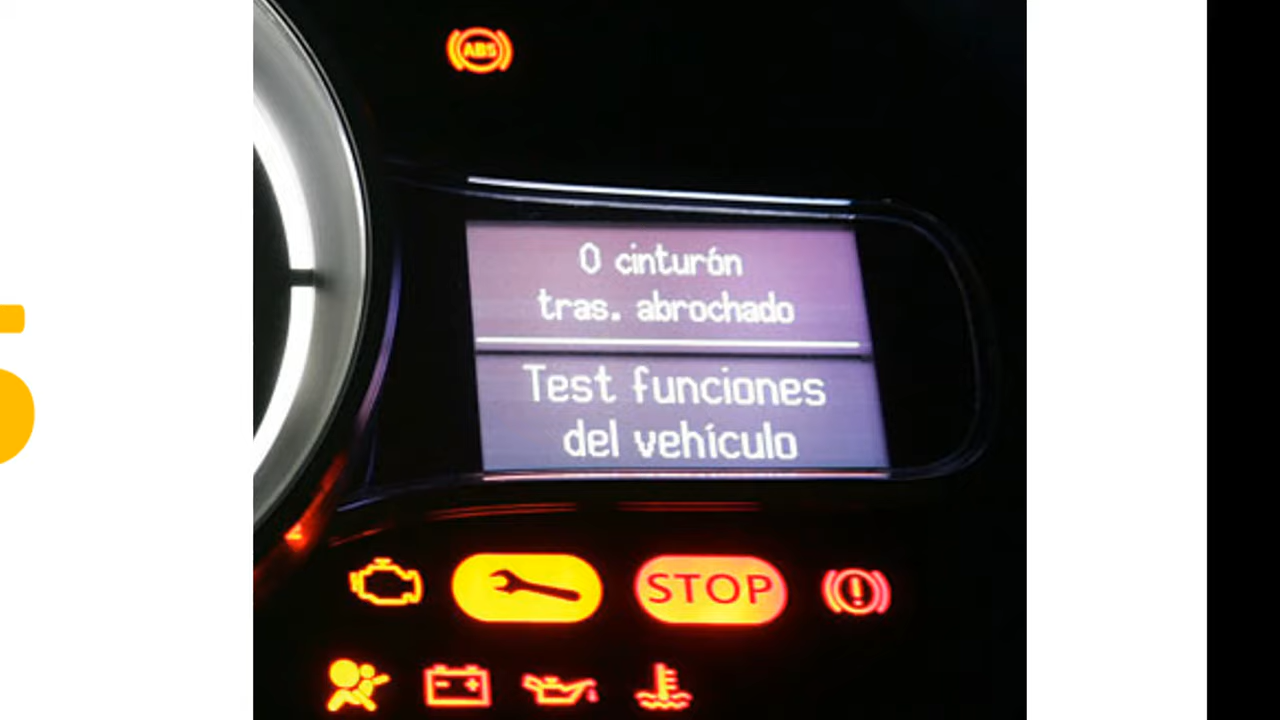 ABS
0 cinturón
tras. abrochado
Test funciones
del vehículo
STOP